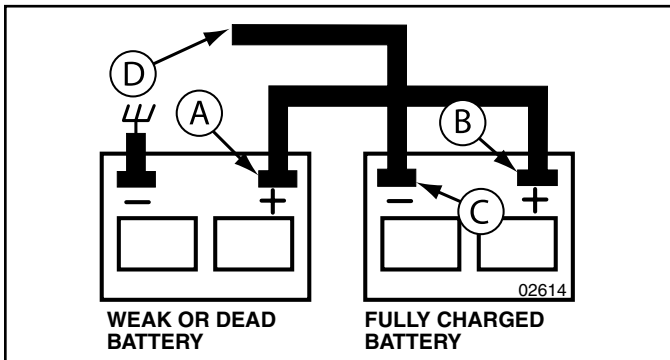 D
A
B
C
− +
− +
02614
WEAK OR DEAD
BATTERY
FULLY CHARGED
BATTERY